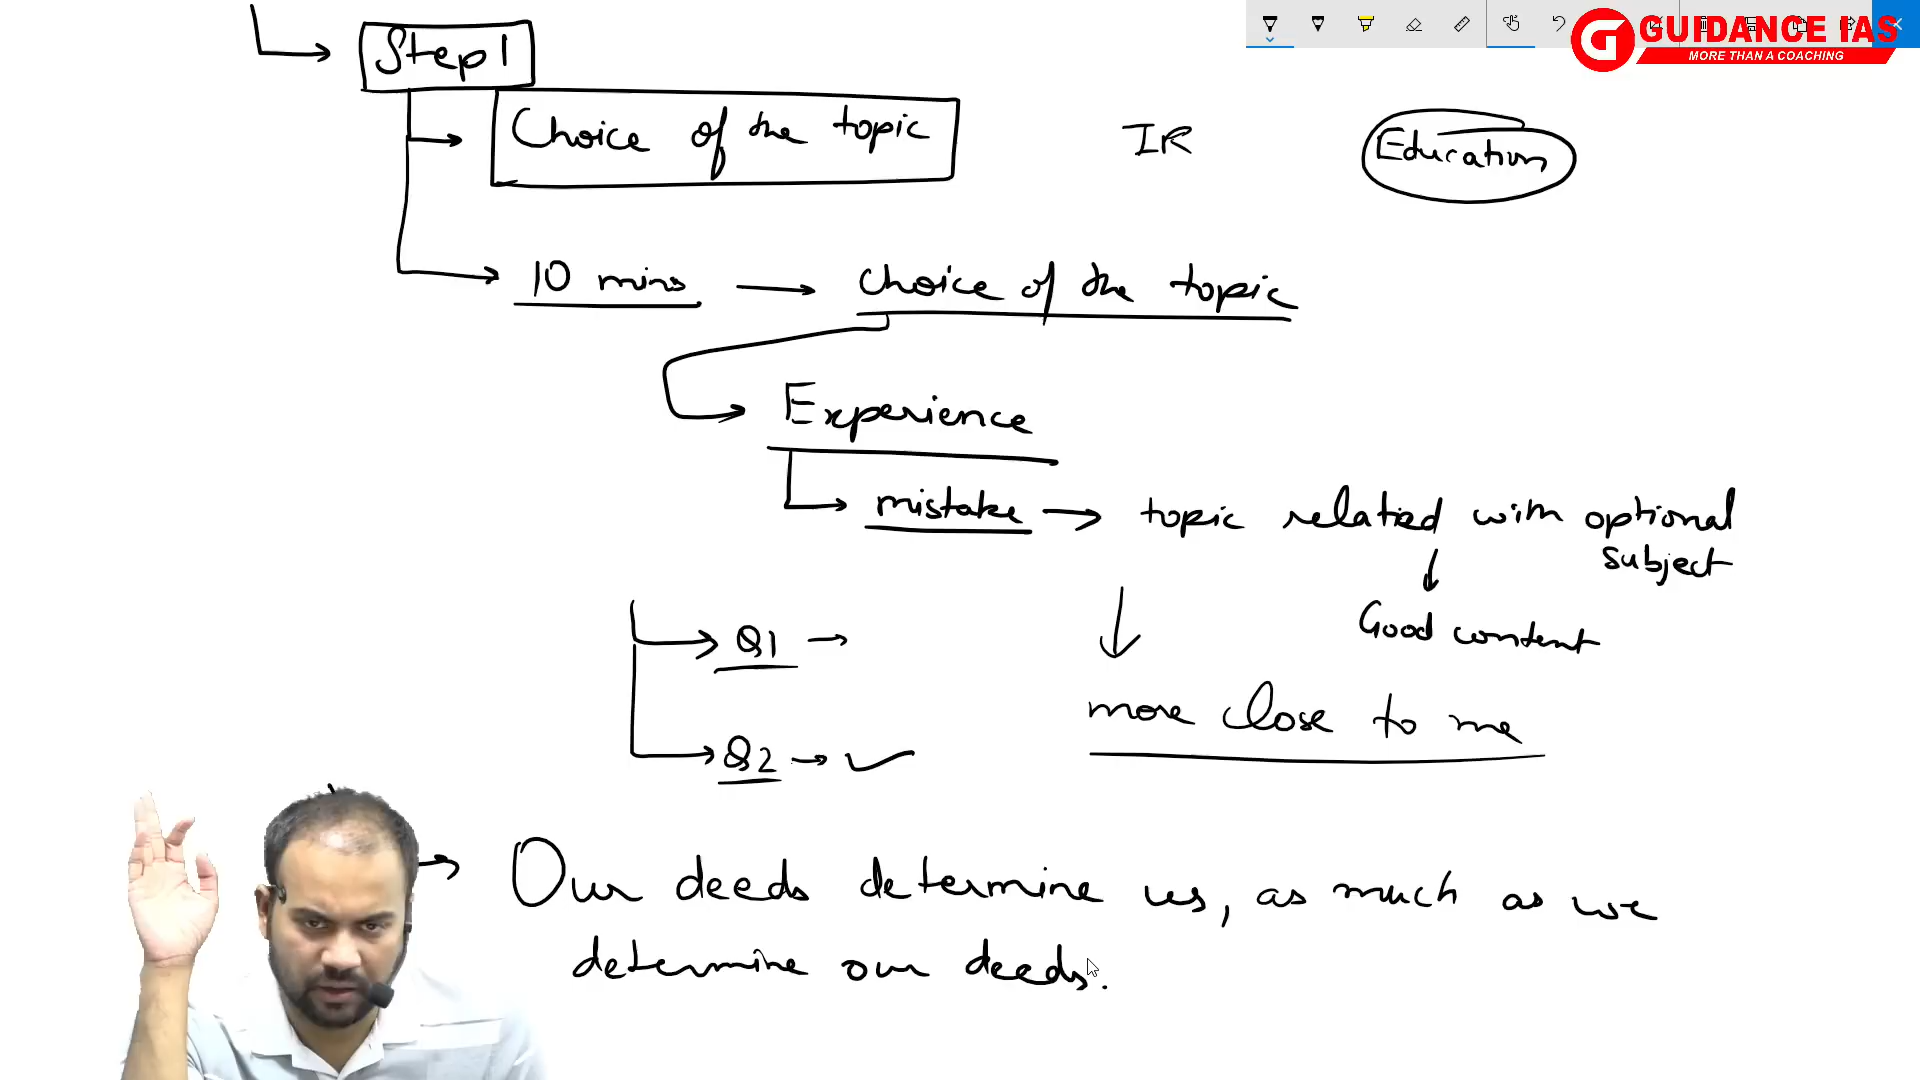 Step 1
GUIDANCE IAS
MORE THAN A COACHING
Choice of the topic
IR
Education
10 mins → choice of the topic
Experience
mistake → topic related with optional
subject
Good content
Q1 →
more close to me
Q2 → ✓
→ Our deeds determine us, as much as we
determine our deeds.